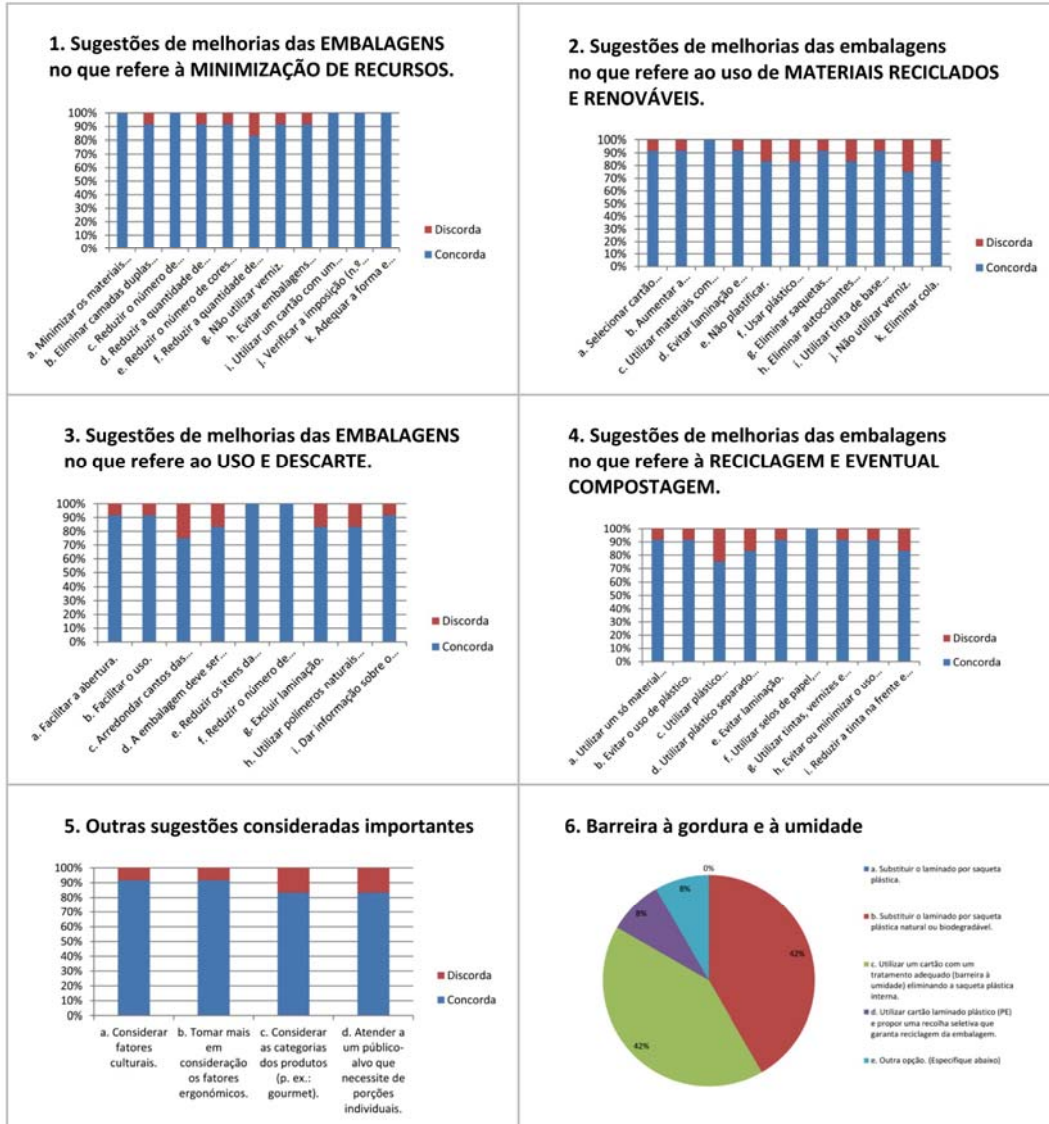 1. Sugestões de melhorias das EMBALAGENS
no que refere à MINIMIZAÇÃO DE RECURSOS.
100%
90%
80%
70%
60%
50%
40%
30%
20%
10%
0%
Discorda
Concorda
a. Minimizar os materiais...
b. Eliminar camadas duplas...
c. Reduzir o número de...
d. Reduzir a quantidade de...
e. Reduzir o número de cores...
f. Reduzir a quantidade de...
g. Não utilizar verniz.
h. Evitar embalagens...
i. Utilizar um cartão com um...
j. Verificar a imposição (n.º...
k. Adequar a forma e...
2. Sugestões de melhorias das embalagens
no que refere ao uso de MATERIAIS RECICLADOS
E RENOVÁVEIS.
100%
90%
80%
70%
60%
50%
40%
30%
20%
10%
0%
Discorda
Concorda
a. Selecionar cartão...
b. Aumentar a...
c. Utilizar materiais com...
d. Evitar laminação e...
e. Não plastificar.
f. Usar plástico...
g. Eliminar saquetas...
h. Eliminar autocolantes...
i. Utilizar tinta de base...
j. Não utilizar verniz.
k. Eliminar cola.
3. Sugestões de melhorias das EMBALAGENS
no que refere ao USO E DESCARTE.
100%
90%
80%
70%
60%
50%
40%
30%
20%
10%
0%
Discorda
Concorda
a. Facilitar a abertura.
b. Facilitar o uso.
c. Arredondar cantos das...
d. A embalagem deve ser...
e. Reduzir os itens da...
f. Reduzir o número de...
g. Excluir laminação.
h. Utilizar polímeros naturais...
i. Dar informação sobre o...
4. Sugestões de melhorias das embalagens
no que refere à RECICLAGEM E EVENTUAL
COMPOSTAGEM.
100%
90%
80%
70%
60%
50%
40%
30%
20%
10%
0%
Discorda
Concorda
a. Utilizar um só material...
b. Evitar o uso de plástico.
c. Utilizar plástico...
d. Utilizar plástico separado...
e. Evitar laminação.
f. Utilizar selos de papel,...
g. Utilizar tintas, vernizes e...
h. Evitar ou minimizar o uso...
i. Reduzir a tinta na frente e...
5. Outras sugestões consideradas importantes
100%
90%
80%
70%
60%
50%
40%
30%
20%
10%
0%
Discorda
Concorda
a. Considerar
fatores
culturais.
b. Tomar mais
em
consideração
os fatores
ergonómicos.
c. Considerar
as categorias
dos produtos
(p. ex.:
gourmet).
d. Atender a
um público-
alvo que
necessite de
porções
individuais.
6. Barreira à gordura e à umidade
0%
8%
8%
42%
42%
a. Substituir o laminado por saqueta
plástica.
b. Substituir o laminado por saqueta
plástica natural ou biodegradável.
c. Utilizar um cartão com um
tratamento adequado (barreira à
umidade) eliminando a saqueta plástica
interna.
d. Utilizar cartão laminado plástico (PE)
e propor uma recolha seletiva que
garanta reciclagem da embalagem.
e. Outra opção. (Especifique abaixo)